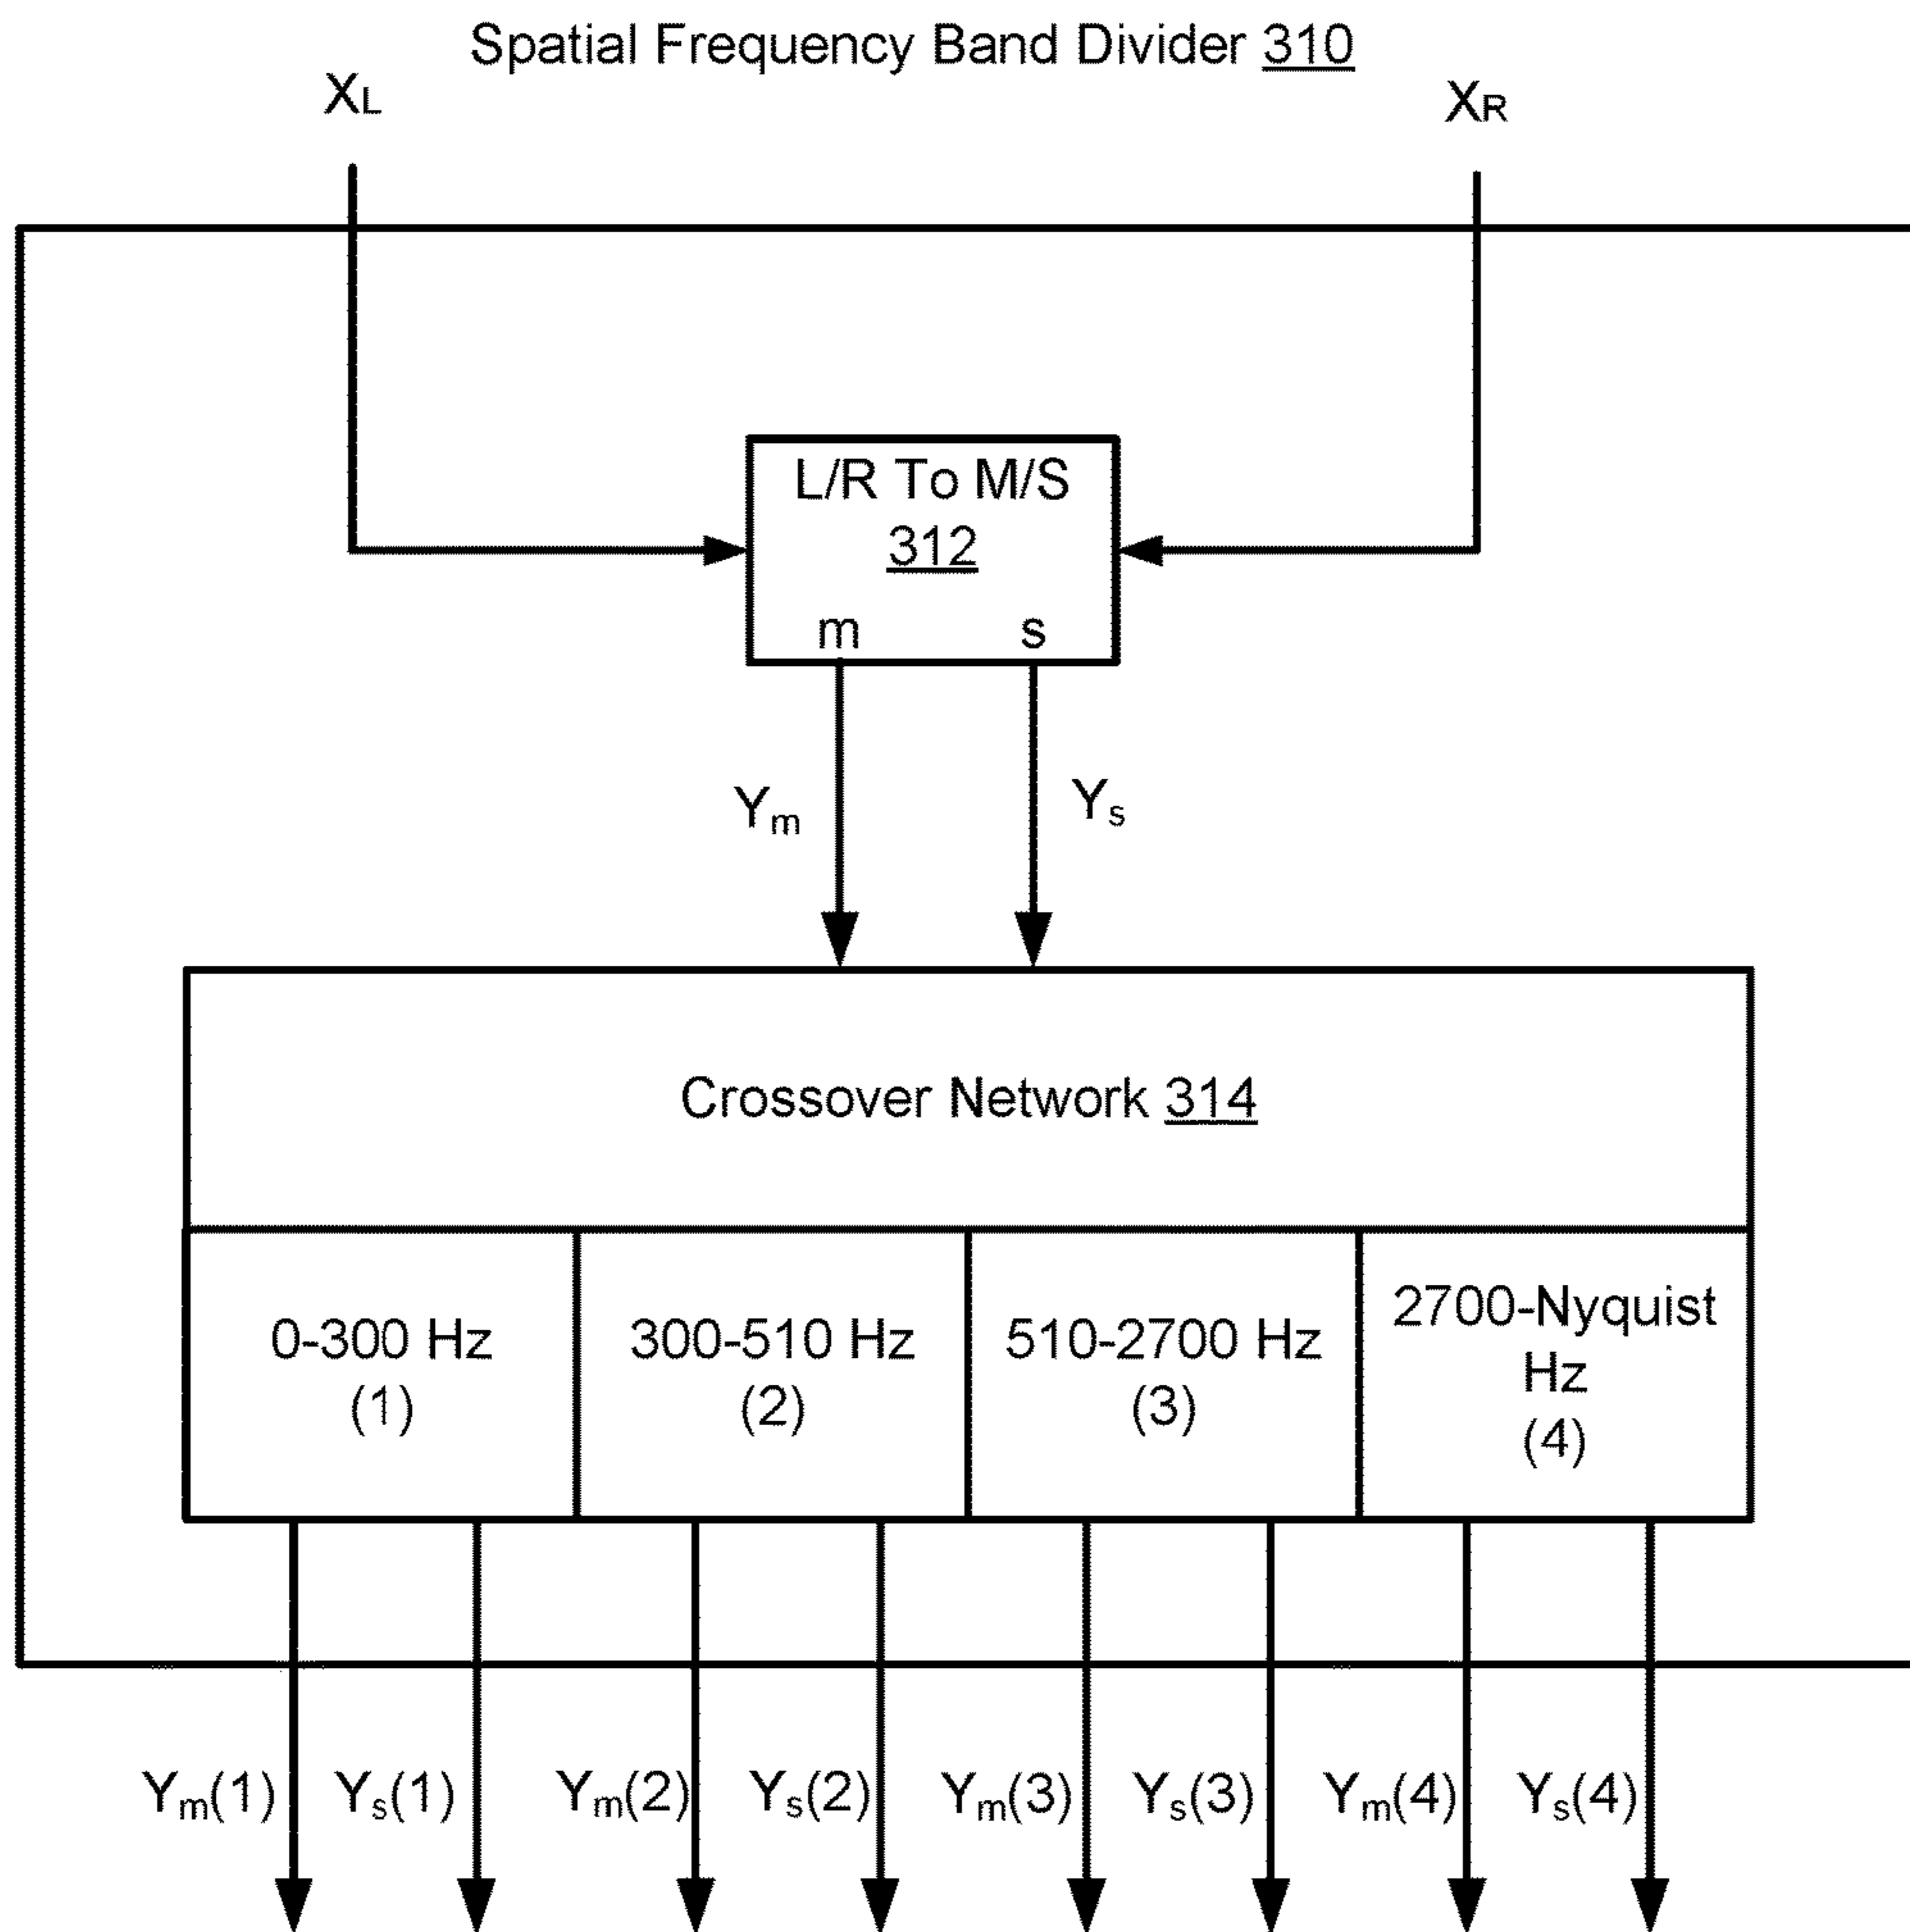 Spatial Frequency Band Divider 310
XL
XR
L/R To M/S
312
m
s
Ym
Ys
Crossover Network 314
0-300 Hz
(1)
300-510 Hz
(2)
510-2700 Hz
(3)
2700-Nyquist
Hz
(4)
Ym(1)
Ys(1)
Ym(2)
Ys(2)
Ym(3)
Ys(3)
Ym(4)
Ys(4)